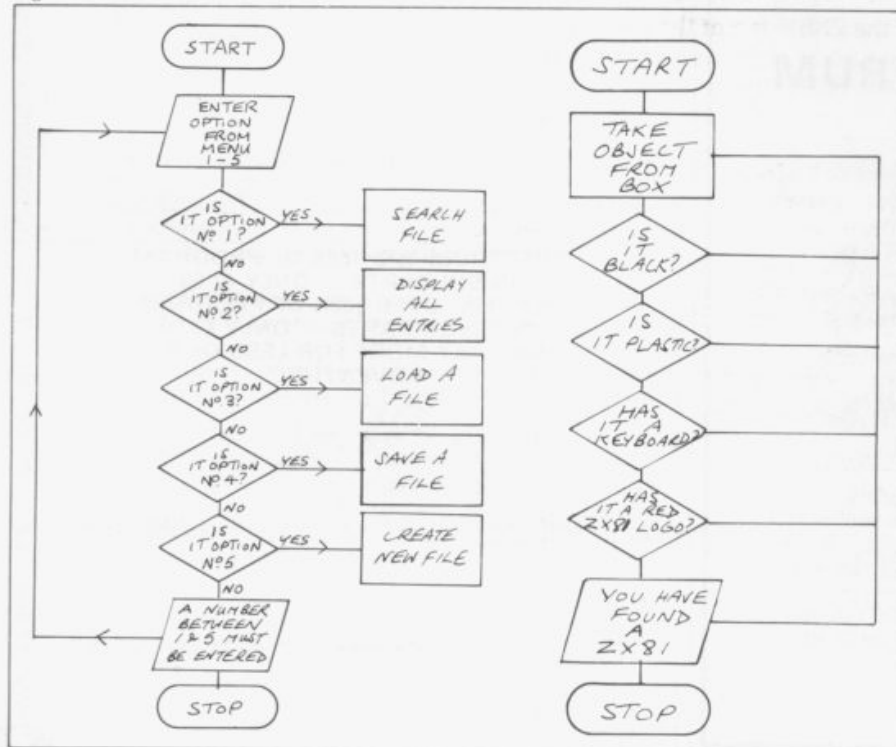 RUM
START
ENTER
OPTION
FROM
MENU
1-5
IS
IT OPTION
Nº 1?
YES
SEARCH
FILE
NO
IS
IT OPTION
Nº 2?
YES
DISPLAY
ALL
ENTRIES
NO
IS
IT OPTION
Nº 3?
YES
LOAD A
FILE
NO
IS
IT OPTION
Nº 4?
YES
SAVE A
FILE
NO
IS
IT OPTION
Nº 5
YES
CREATE
NEW FILE
NO
A NUMBER
BETWEEN
1 & 5 MUST
BE ENTERED
STOP
START
TAKE
OBJECT
FROM
BOX
IS
IT
BLACK?
IS
IT PLASTIC?
HAS
IT A
KEYBOARD?
HAS
IT A RED
ZX81 LOGO?
YOU HAVE
FOUND
A
ZX81
STOP